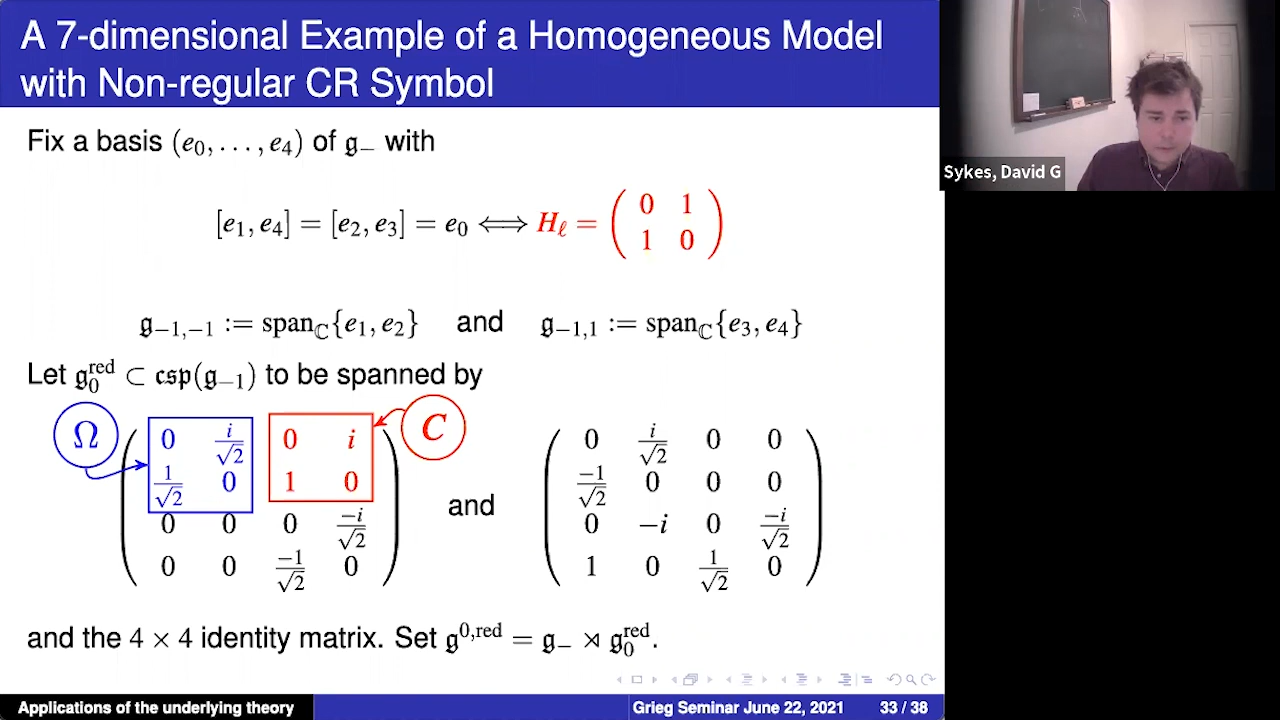 A 7-dimensional Example of a Homogeneous Model
with Non-regular CR Symbol
Sykes, David G
Fix a basis (e₀, . . . , e₄) of 𝔤₋ with
[e₁, e₄] = [e₂, e₃] = e₀ ⟺ H_ℓ = ( 0 1 ; 1 0 )
𝔤₋₁,₋₁ := span_ℂ{e₁, e₂} and 𝔤₋₁,₁ := span_ℂ{e₃, e₄}
Let 𝔤₀^red ⊂ 𝔠𝔰𝔭(𝔤₋₁) to be spanned by
Ω C
( 0 i/√2 0 i ; 1/√2 0 1 0 ; 0 0 0 -i/√2 ; 0 0 -1/√2 0 ) and ( 0 i/√2 0 0 ; -1/√2 0 0 0 ; 0 -i 0 -i/√2 ; 1 0 1/√2 0 )
and the 4 × 4 identity matrix. Set 𝔤^0,red = 𝔤₋ ⋊ 𝔤₀^red.
Applications of the underlying theory Grieg Seminar June 22, 2021 33 / 38